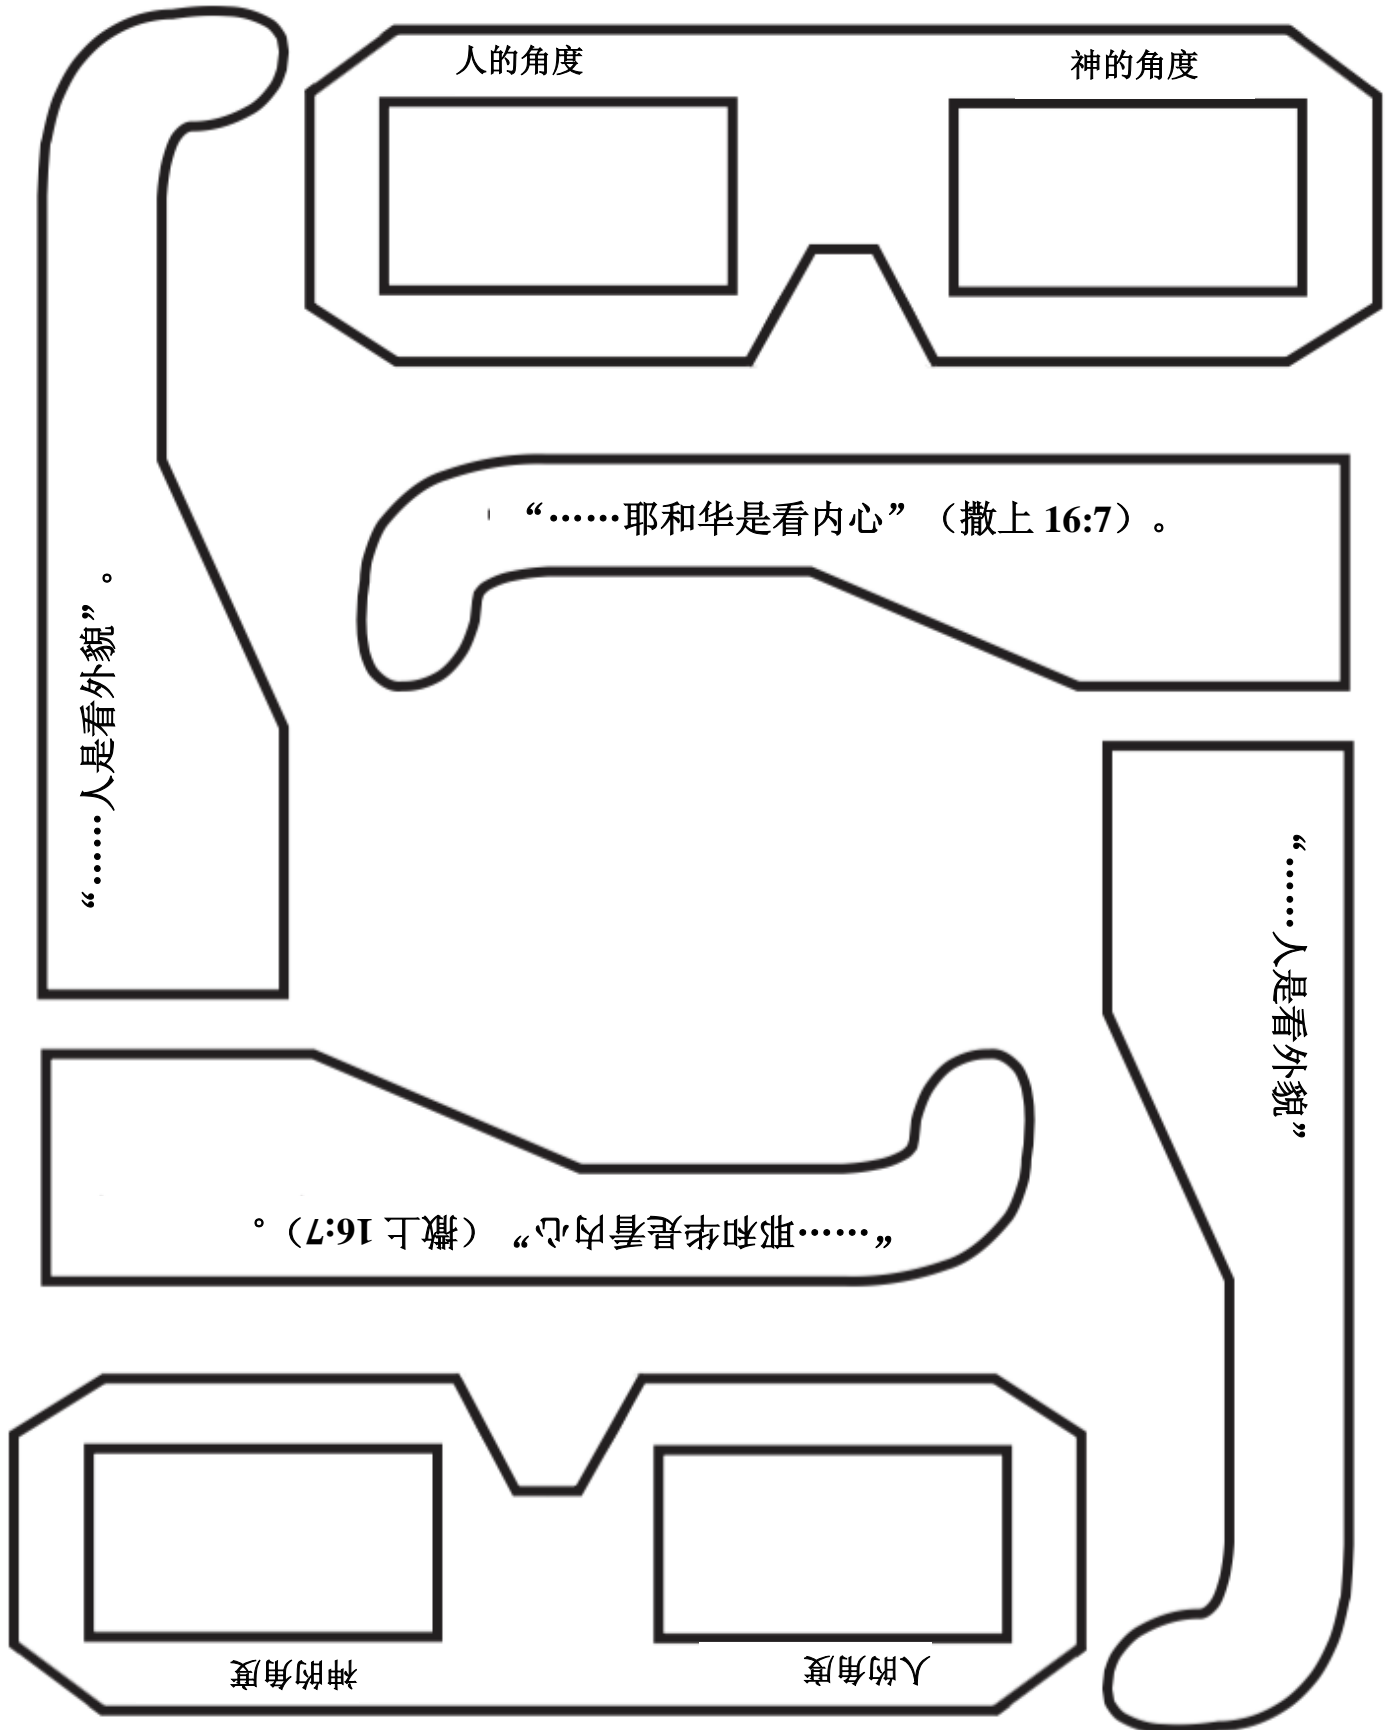 人的角度
神的角度
“……耶和华是看内心”（撒上 16:7）。
“……人是看外貌”。
“……人是看外貌”
“……耶和华是看内心”（撒上 16:7）。
神的角度
人的角度